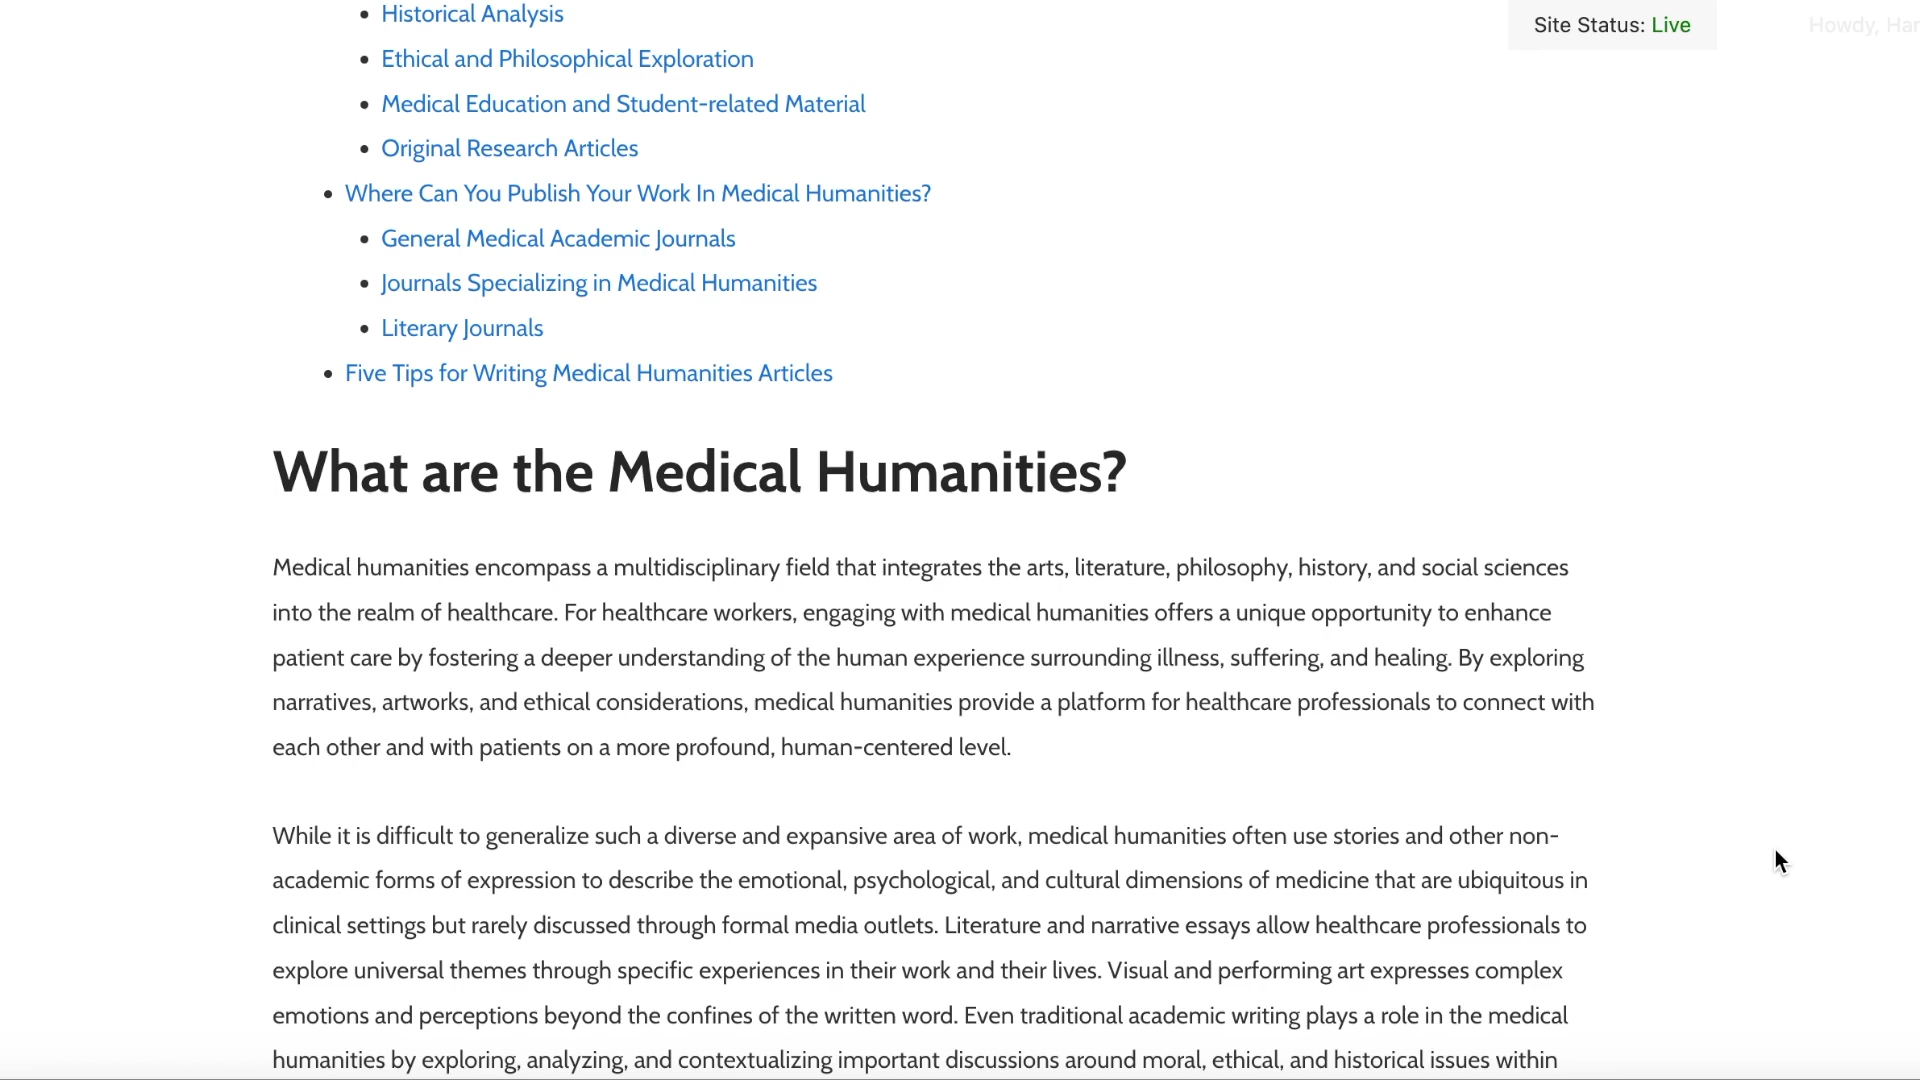 Historical Analysis
Site Status: Live
Howdy, Har
Ethical and Philosophical Exploration
Medical Education and Student-related Material
Original Research Articles
Where Can You Publish Your Work In Medical Humanities?
General Medical Academic Journals
Journals Specializing in Medical Humanities
Literary Journals
Five Tips for Writing Medical Humanities Articles
What are the Medical Humanities?
Medical humanities encompass a multidisciplinary field that integrates the arts, literature, philosophy, history, and social sciences
into the realm of healthcare. For healthcare workers, engaging with medical humanities offers a unique opportunity to enhance
patient care by fostering a deeper understanding of the human experience surrounding illness, suffering, and healing. By exploring
narratives, artworks, and ethical considerations, medical humanities provide a platform for healthcare professionals to connect with
each other and with patients on a more profound, human-centered level.
While it is difficult to generalize such a diverse and expansive area of work, medical humanities often use stories and other non-
academic forms of expression to describe the emotional, psychological, and cultural dimensions of medicine that are ubiquitous in
clinical settings but rarely discussed through formal media outlets. Literature and narrative essays allow healthcare professionals to
explore universal themes through specific experiences in their work and their lives. Visual and performing art expresses complex
emotions and perceptions beyond the confines of the written word. Even traditional academic writing plays a role in the medical
humanities by exploring, analyzing, and contextualizing important discussions around moral, ethical, and historical issues within